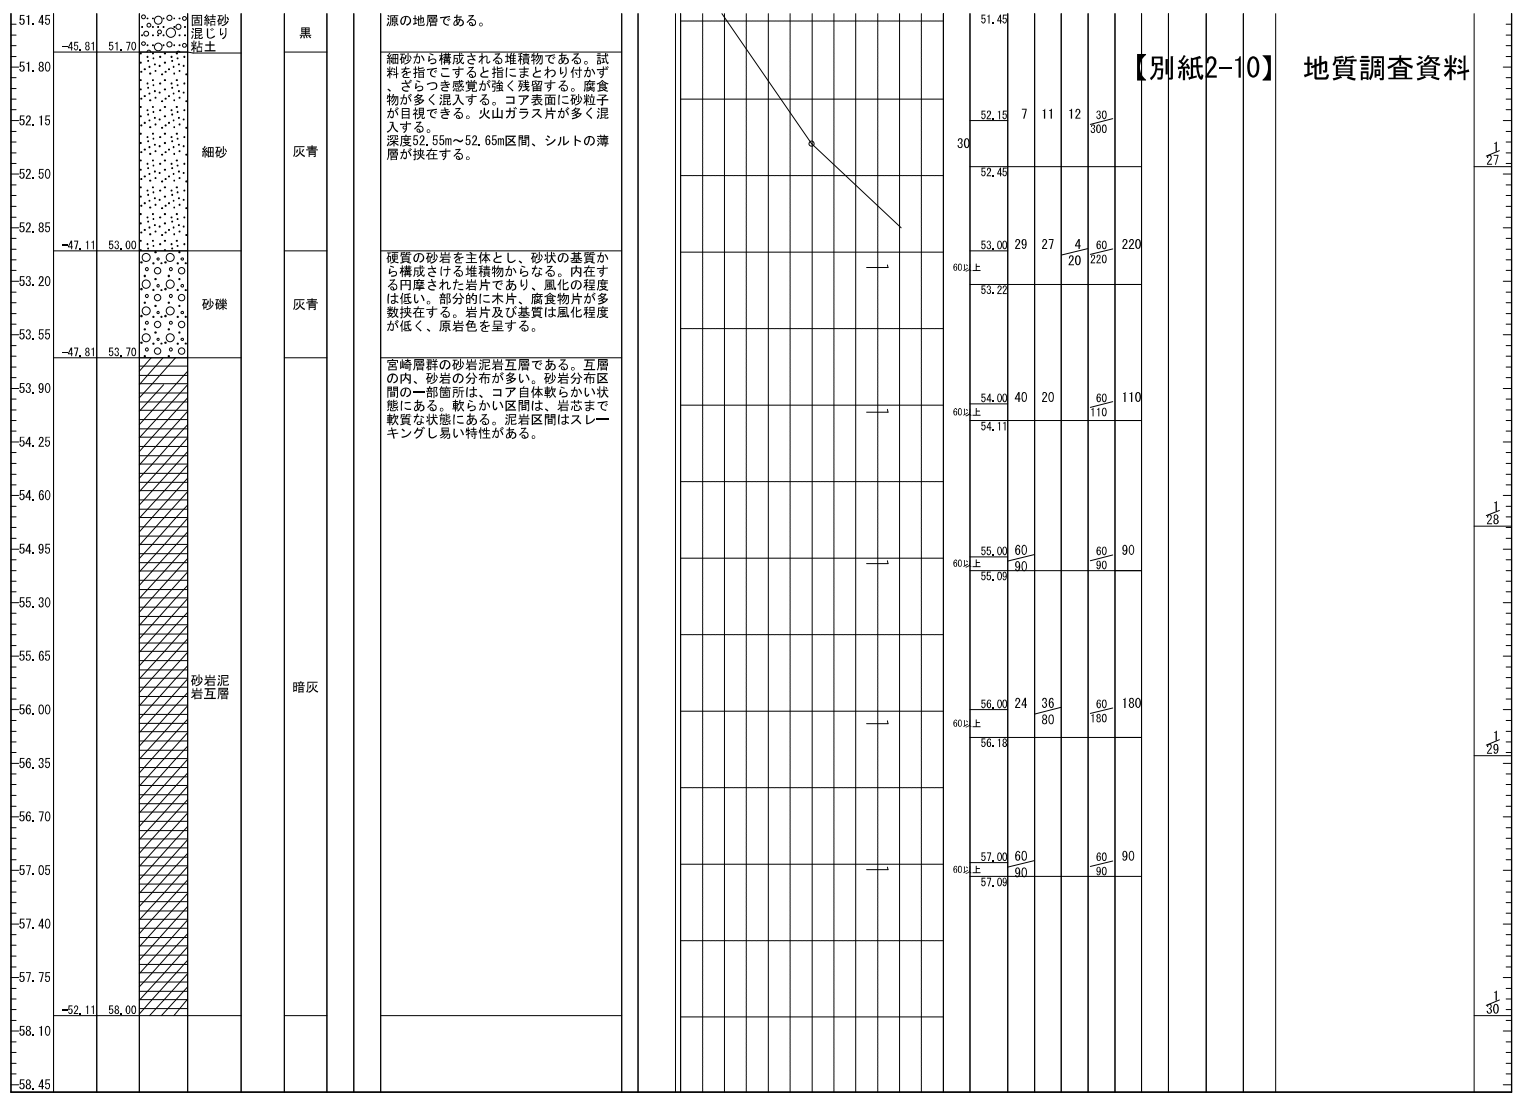 【別紙2-10】 地質調査資料
51.45
51.80
52.15
52.50
52.85
53.20
53.55
53.90
54.25
54.60
54.95
55.30
55.65
56.00
56.35
56.70
57.05
57.40
57.75
58.10
58.45
-45.81 51.70
-47.11 53.00
-47.81 53.70
-52.11 58.00
固結砂
混じり
粘土
細砂
砂礫
砂岩泥
岩互層
黒
灰青
灰青
暗灰
源の地層である。
細砂から構成される堆積物である。試
料を指でこすると指にまとわり付かず
、ざらつき感覚が強く残留する。腐食
物が多く混入する。コア表面に砂粒子
が目視できる。火山ガラス片が多く混
入する。
深度52.55m～52.65m区間、シルトの薄
層が挟在する。
硬質の砂岩を主体とし、砂状の基質か
ら構成さける堆積物からなる。内在す
る円摩された岩片であり、風化の程度
は低い。部分的に木片、腐食物片が多
数挟在する。岩片及び基質は風化程度
が低く、原岩色を呈する。
宮崎層群の砂岩泥岩互層である。互層
の内、砂岩の分布が多い。砂岩分布区
間の一部箇所は、コア自体軟らかい状
態にある。軟らかい区間は、岩芯まで
軟質な状態にある。泥岩区間はスレー
キングし易い特性がある。
51.45
52.15 7 11 12 30
300
30
52.45
53.00 29 27 4 60 220
20 220
60以上
53.22
54.00 40 20 60 110
110
60以上
54.11
55.00 60 60 90
90 90
60以上
55.09
56.00 24 36 60 180
80 180
60以上
56.18
57.00 60 60 90
90 90
60以上
57.09
1
27
1
28
1
29
1
30